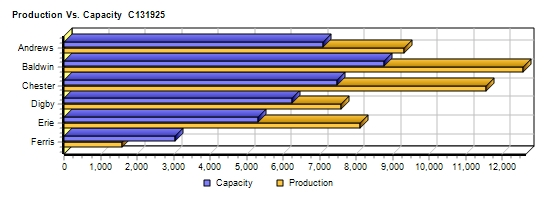 Production Vs. Capacity C131925
Andrews
Baldwin
Chester
Digby
Erie
Ferris
0 1,000 2,000 3,000 4,000 5,000 6,000 7,000 8,000 9,000 10,000 11,000 12,000
Capacity Production